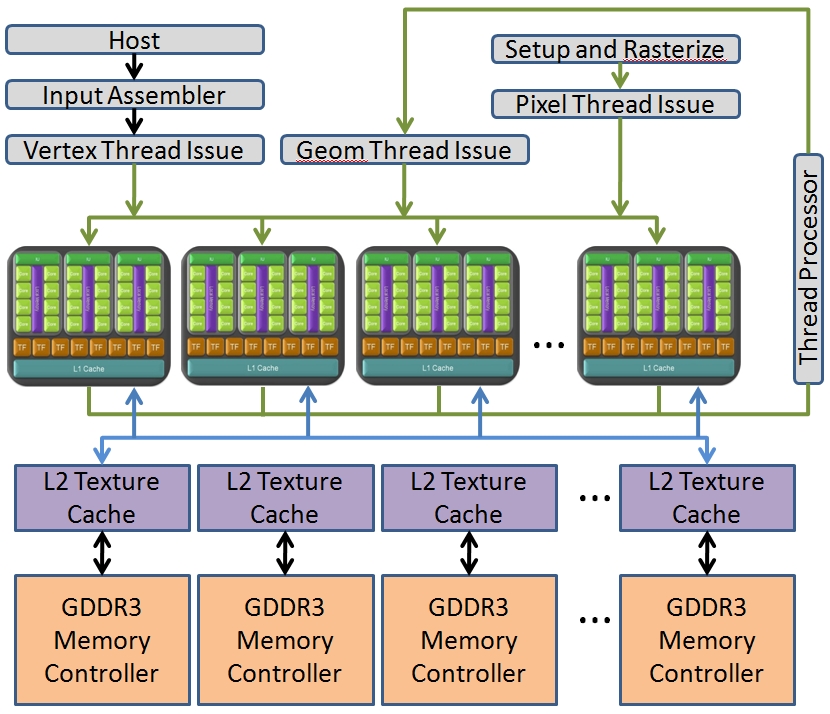 Host
Setup and Rasterize
Input Assembler
Pixel Thread Issue
Vertex Thread Issue
Geom Thread Issue
Thread Processor
TF TF TF TF TF TF TF TF
TF TF TF TF TF TF TF TF
TF TF TF TF TF TF TF TF
TF TF TF TF TF TF TF TF
L1 Cache
L1 Cache
L1 Cache
L1 Cache
...
L2 Texture
Cache
L2 Texture
Cache
L2 Texture
Cache
...
L2 Texture
Cache
GDDR3
Memory
Controller
GDDR3
Memory
Controller
GDDR3
Memory
Controller
...
GDDR3
Memory
Controller